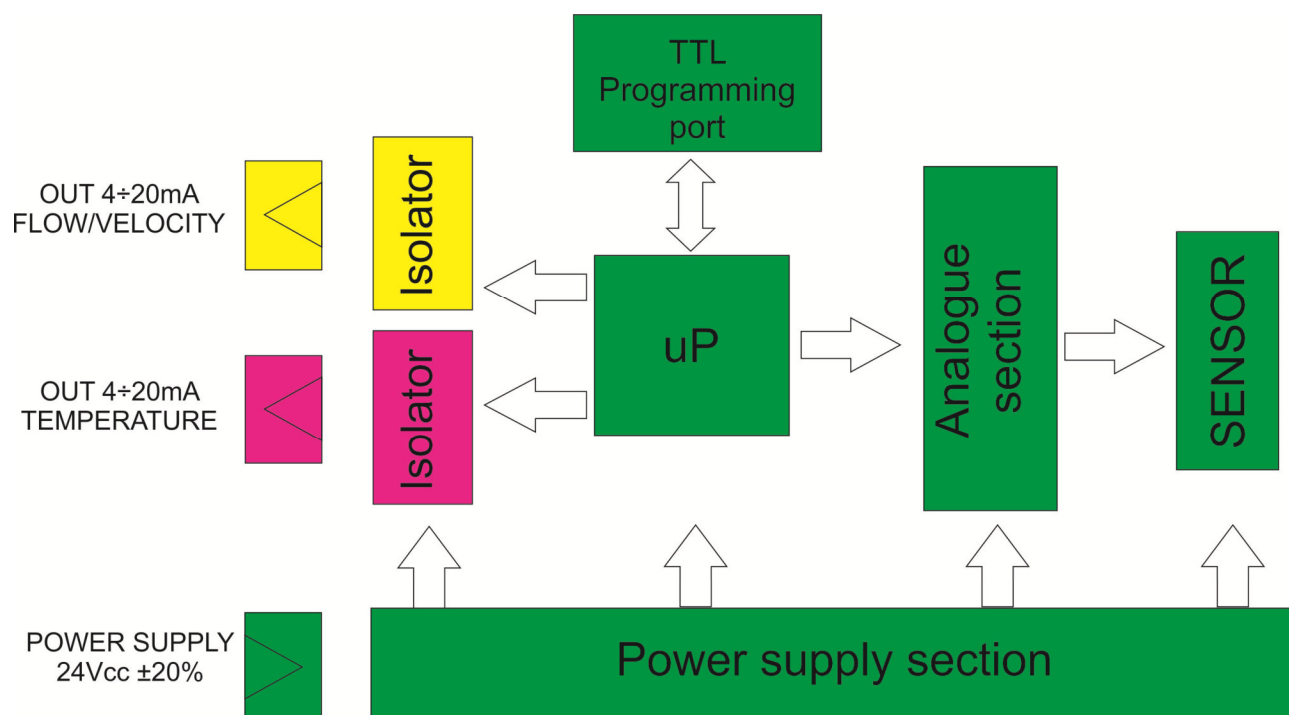 TTL
Programming
port
OUT 4÷20mA
FLOW/VELOCITY
Isolator
uP
Analogue
section
SENSOR
OUT 4÷20mA
TEMPERATURE
Isolator
POWER SUPPLY
24Vcc ±20%
Power supply section